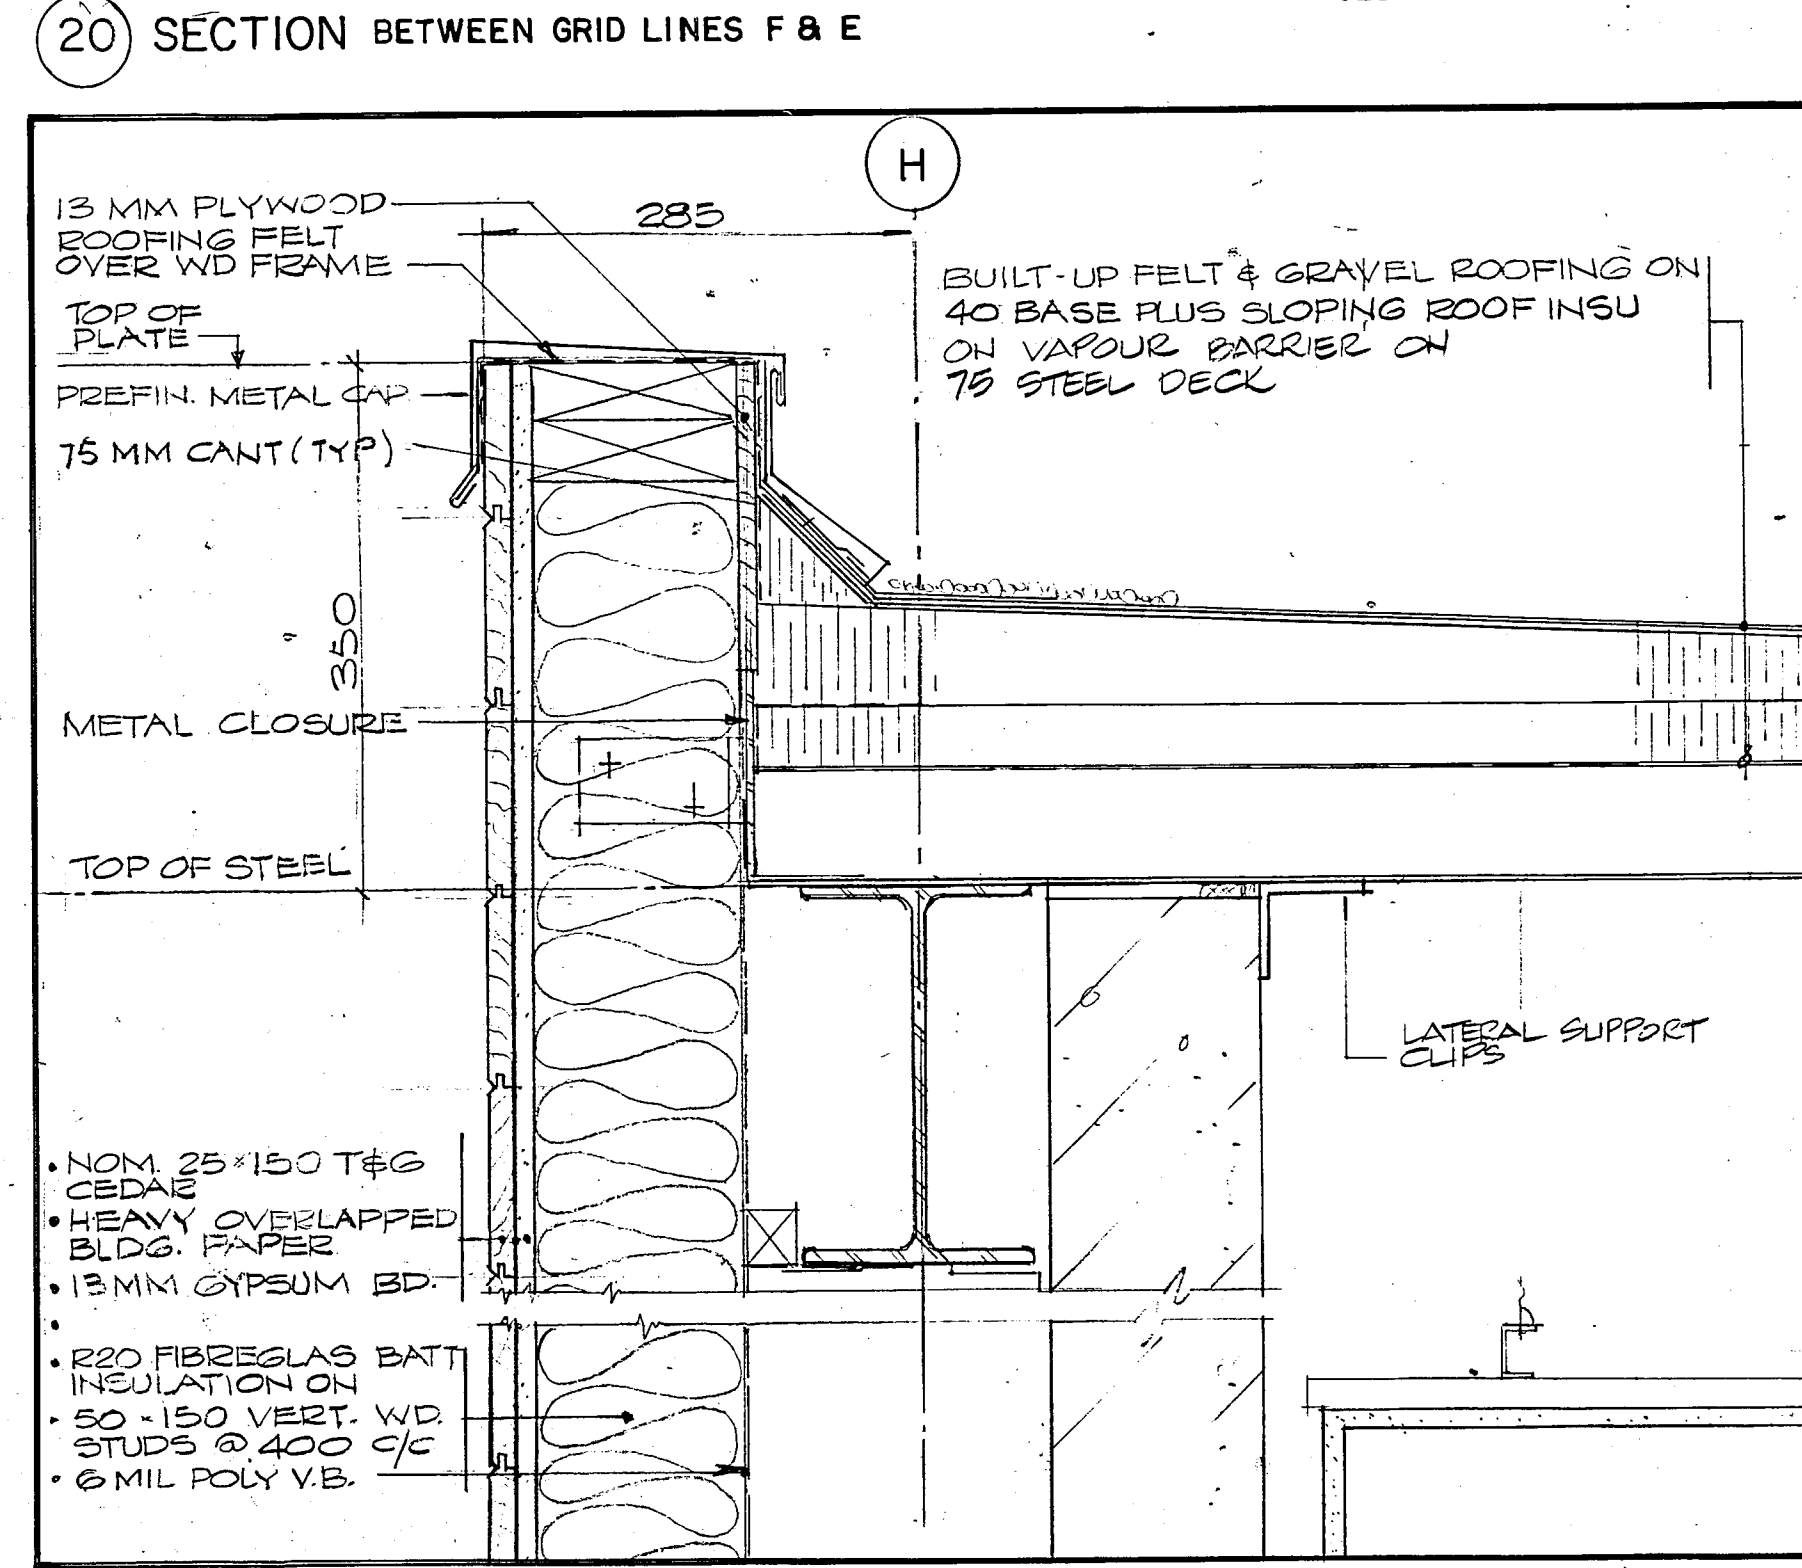 20 SECTION BETWEEN GRID LINES F & E
H
13 MM PLYWOOD
ROOFING FELT
OVER WD FRAME
TOP OF
PLATE
PREFIN. METAL CAP
75 MM CANT (TYP)
285
BUILT-UP FELT & GRAVEL ROOFING ON
40 BASE PLUS SLOPING ROOF INSU
ON VAPOUR BARRIER ON
75 STEEL DECK
350
METAL CLOSURE
TOP OF STEEL
LATERAL SUPPORT
CLIPS
• NOM. 25×150 T&G
CEDAR
• HEAVY OVERLAPPED
BLDG. PAPER
• 13 MM GYPSUM BD.
•
• R20 FIBREGLAS BATT
INSULATION ON
• 50×150 VERT. WD.
STUDS @ 400 C/C
• 6 MIL POLY V.B.